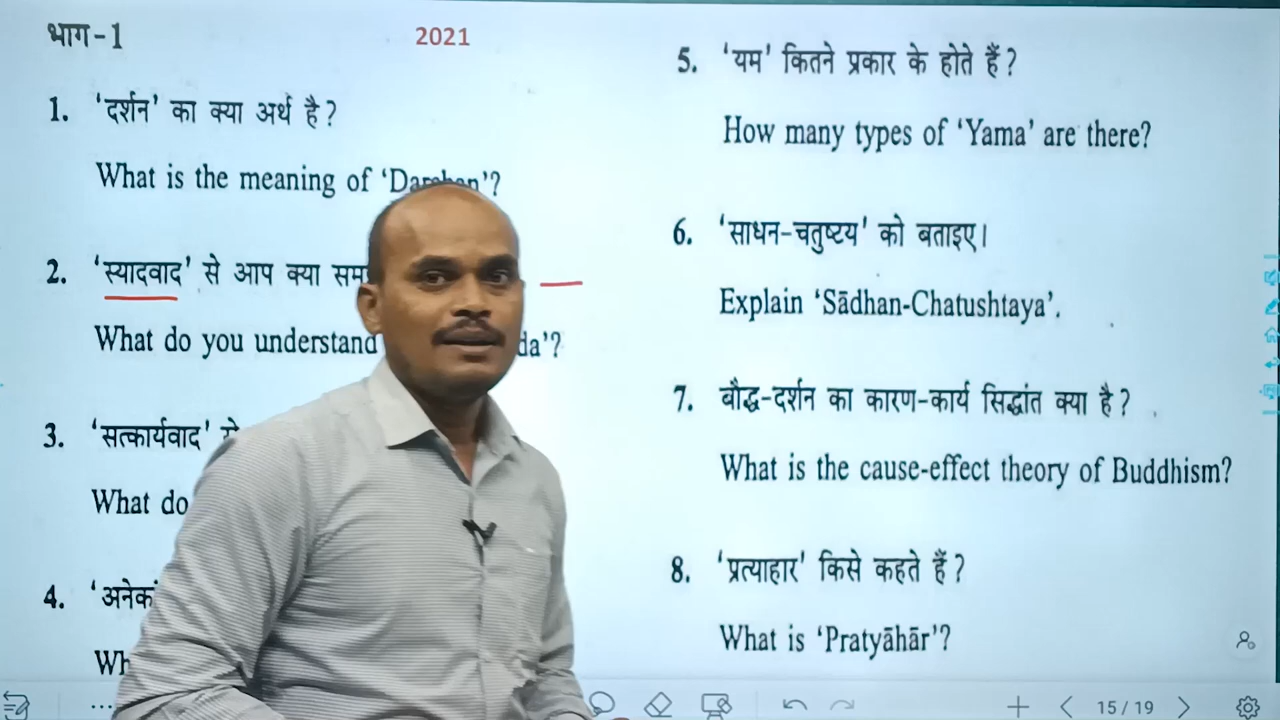 भाग-1
2021
1. 'दर्शन' का क्या अर्थ है?
What is the meaning of 'Darshan'?
2. 'स्यादवाद' से आप क्या
What do you understand
3. 'सत्कार्यवाद'
What do
4.
5. 'यम' कितने प्रकार के होते हैं?
How many types of 'Yama' are there?
6. 'साधन-चतुष्टय' को बताइए।
Explain 'Sādhan-Chatushtaya'.
7. बौद्ध-दर्शन का कारण-कार्य सिद्धांत क्या है?
What is the cause-effect theory of Buddhism?
8. 'प्रत्याहार' किसे कहते हैं?
What is 'Pratyāhār'?
15 / 19